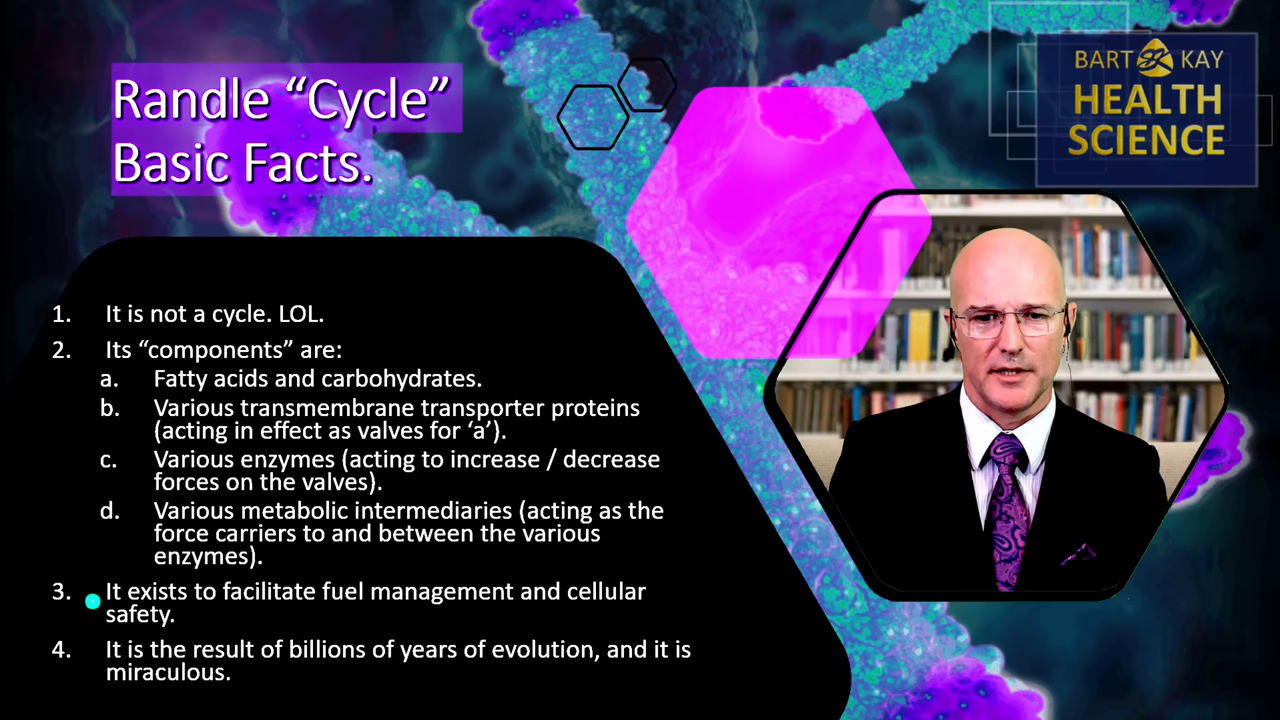 Randle “Cycle”
Basic Facts.
BART BK KAY
HEALTH
SCIENCE
1. It is not a cycle. LOL.
2. Its “components” are:
a. Fatty acids and carbohydrates.
b. Various transmembrane transporter proteins
(acting in effect as valves for ‘a’).
c. Various enzymes (acting to increase / decrease
forces on the valves).
d. Various metabolic intermediaries (acting as the
force carriers to and between the various
enzymes).
3. It exists to facilitate fuel management and cellular
safety.
4. It is the result of billions of years of evolution, and it is
miraculous.